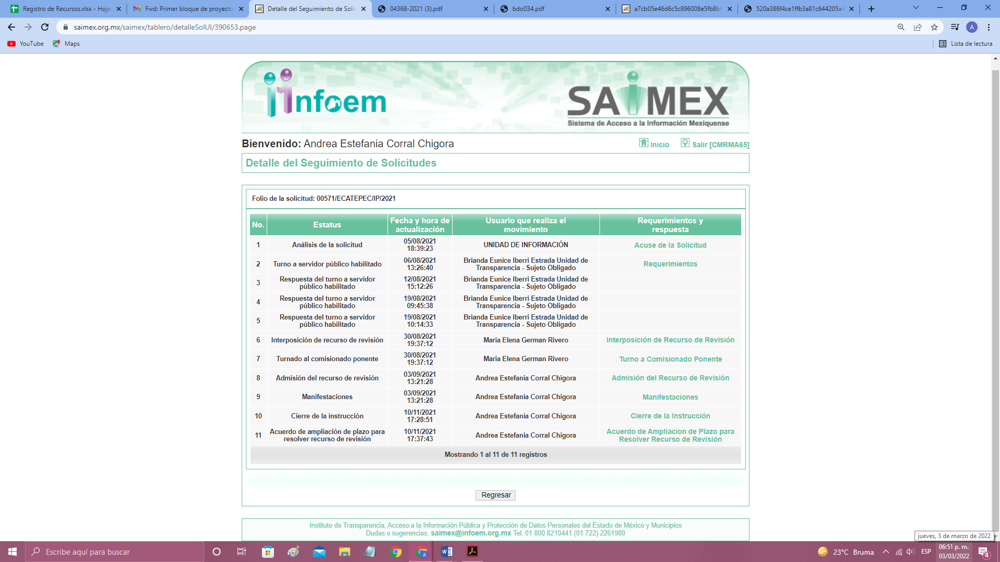 Registro de Recursos.xlsx - Hoja
Fwd: Primer bloque de proyecto
Detalle del Seguimiento de Solic
04368-2021 (3).pdf
bdo034.pdf
a7cb05e46d6c5c896008e5fb8bf
520a386f4ce1ffb3a81c644205a4
saimex.org.mx/saimex/tablero/detalleSolUI/390653.page
A
YouTube
Maps
Lista de lectura
infoem
SAIMEX
Sistema de Acceso a la Información Mexiquense
Bienvenido: Andrea Estefania Corral Chigora
Inicio
Salir [CMRMA65]
Detalle del Seguimiento de Solicitudes
Folio de la solicitud: 00571/ECATEPEC/IP/2021
No.
Estatus
Fecha y hora de
actualización
Usuario que realiza el
movimiento
Requerimientos y
respuesta
1
Análisis de la solicitud
05/08/2021
18:39:23
UNIDAD DE INFORMACIÓN
Acuse de la Solicitud
2
Turno a servidor público habilitado
06/08/2021
13:26:40
Brianda Eunice Iberri Estrada Unidad de
Transparencia - Sujeto Obligado
Requerimientos
3
Respuesta del turno a servidor
público habilitado
12/08/2021
15:12:26
Brianda Eunice Iberri Estrada Unidad de
Transparencia - Sujeto Obligado
4
Respuesta del turno a servidor
público habilitado
19/08/2021
09:45:38
Brianda Eunice Iberri Estrada Unidad de
Transparencia - Sujeto Obligado
5
Respuesta del turno a servidor
público habilitado
19/08/2021
10:14:33
Brianda Eunice Iberri Estrada Unidad de
Transparencia - Sujeto Obligado
6
Interposición de recurso de revisión
30/08/2021
19:37:12
Maria Elena German Rivero
Interposición de Recurso de Revisión
7
Turnado al comisionado ponente
30/08/2021
19:37:12
Maria Elena German Rivero
Turno a Comisionado Ponente
8
Admisión del recurso de revisión
03/09/2021
13:21:28
Andrea Estefania Corral Chigora
Admisión del Recurso de Revisión
9
Manifestaciones
03/09/2021
13:21:28
Andrea Estefania Corral Chigora
Manifestaciones
10
Cierre de la instrucción
10/11/2021
17:28:51
Andrea Estefania Corral Chigora
Cierre de la Instrucción
11
Acuerdo de ampliación de plazo para
resolver recurso de revisión
10/11/2021
17:37:43
Andrea Estefania Corral Chigora
Acuerdo de Ampliacion de Plazo para
Resolver Recurso de Revisión
Mostrando 1 al 11 de 11 registros
Regresar
Instituto de Transparencia, Acceso a la Información Pública y Protección de Datos Personales del Estado de México y Municipios
Dudas o sugerencias: saimex@infoem.org.mx Tel. 01 800 8210441 (01 722) 2261980
jueves, 3 de marzo de 2022
Escribe aquí para buscar
A
23°C Bruma
ESP
06:51 p. m.
03/03/2022
4